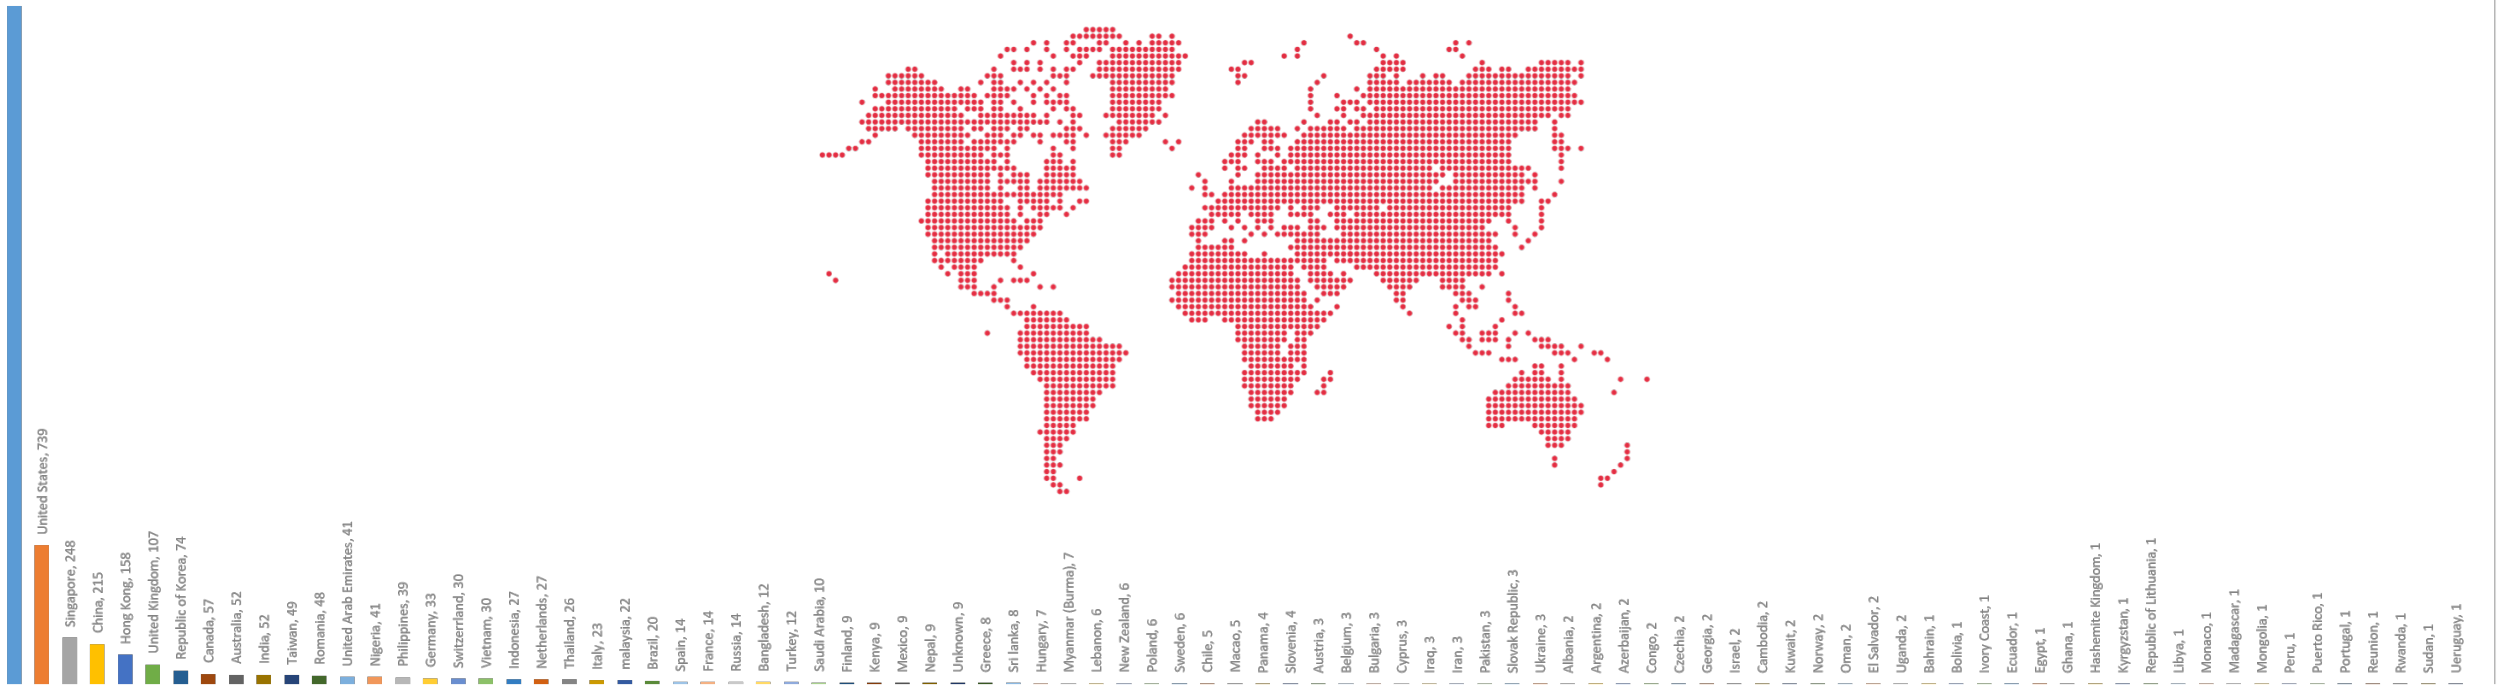 United States, 739
Singapore, 248
China, 215
Hong Kong, 158
United Kingdom, 107
Republic of Korea, 74
Canada, 57
Australia, 52
India, 52
Taiwan, 49
Romania, 48
United Arab Emirates, 41
Nigeria, 41
Philippines, 39
Germany, 33
Switzerrland, 30
Vietnam, 30
Indonesia, 27
Netherlands, 27
Thailand, 26
Italy, 23
malaysia, 22
Brazil, 20
Spain, 14
France, 14
Russia, 14
Bangladesh, 12
Turkey, 12
Saudi Arabia, 10
Finland, 9
Kenya, 9
Mexico, 9
Nepal, 9
Unknown, 9
Greece, 8
Sri lanka, 8
Hungary, 7
Myanmar (Burma), 7
Lebanon, 6
New Zealand, 6
Poland, 6
Sweden, 6
Chile, 5
Macao, 5
Panama, 4
Slovenia, 4
Austria, 3
Belgium, 3
Bulgaria, 3
Cyprus, 3
Iraq, 3
Iran, 3
Pakistan, 3
Slovak Republic, 3
Ukraine, 3
Albania, 2
Argentina, 2
Azerbaijan, 2
Congo, 2
Czechia, 2
Georgia, 2
Israel, 2
Cambodia, 2
Kuwait, 2
Norway, 2
Oman, 2
El Salvador, 2
Uganda, 2
Bahrain, 1
Bolivia, 1
Ivory Coast, 1
Ecuador, 1
Egypt, 1
Ghana, 1
Hashemite Kingdom, 1
Kyrgyzstan, 1
Republic of Lithuania, 1
Libya, 1
Monaco, 1
Madagascar, 1
Mongolia, 1
Peru, 1
Puerto Rico, 1
Portugal, 1
Reunion, 1
Rwanda, 1
Sudan, 1
Ueruguay, 1